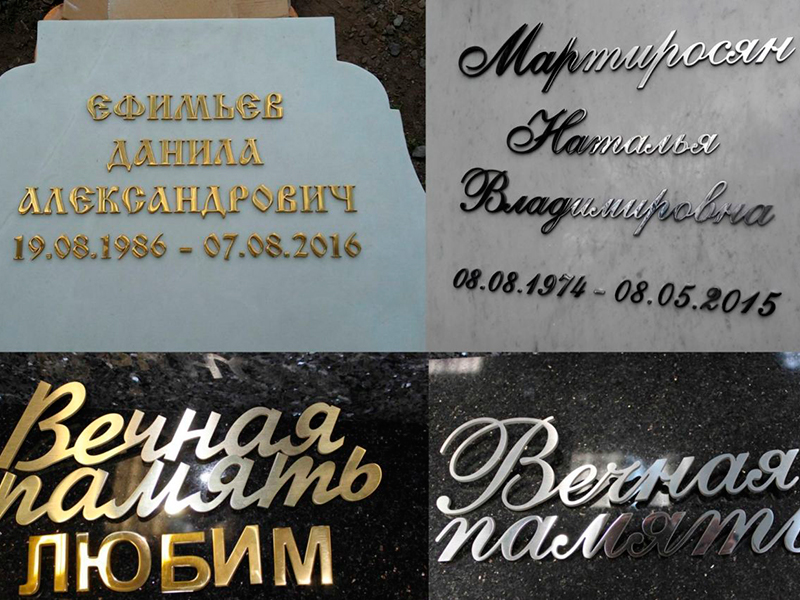 ЕФИМЬЕВ
ДАНИЛА
АЛЕКСАНДРОВИЧ
19.08.1986 – 07.08.2016
Мартиросян
Наталья
Владимировна
08.08.1974 – 08.05.2015
Вечная
память
ЛЮБИМ
Вечная
память